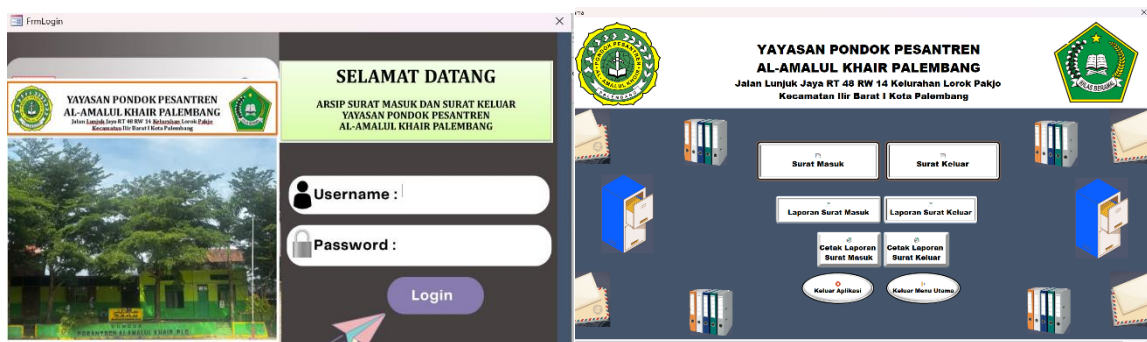 FrmLogin
YAYASAN PONDOK PESANTREN
AL-AMALUL KHAIR PALEMBANG
Jalan Lunjuk Jaya RT 48 RW 14 Kelurahan Lorok Pakjo
Kecamatan Ilir Barat I Kota Palembang
SELAMAT DATANG
ARSIP SURAT MASUK DAN SURAT KELUAR
YAYASAN PONDOK PESANTREN
AL-AMALUL KHAIR PALEMBANG
Username :
Password :
Login
YAYASAN PONDOK PESANTREN
AL-AMALUL KHAIR PALEMBANG
Jalan Lunjuk Jaya RT 48 RW 14 Kelurahan Lorok Pakjo
Kecamatan Ilir Barat I Kota Palembang
IKHLAS BERAMAL
Surat Masuk
Surat Keluar
Laporan Surat Masuk
Laporan Surat Keluar
Cetak Laporan
Surat Masuk
Cetak Laporan
Surat Keluar
Keluar Aplikasi
Keluar Menu Utama